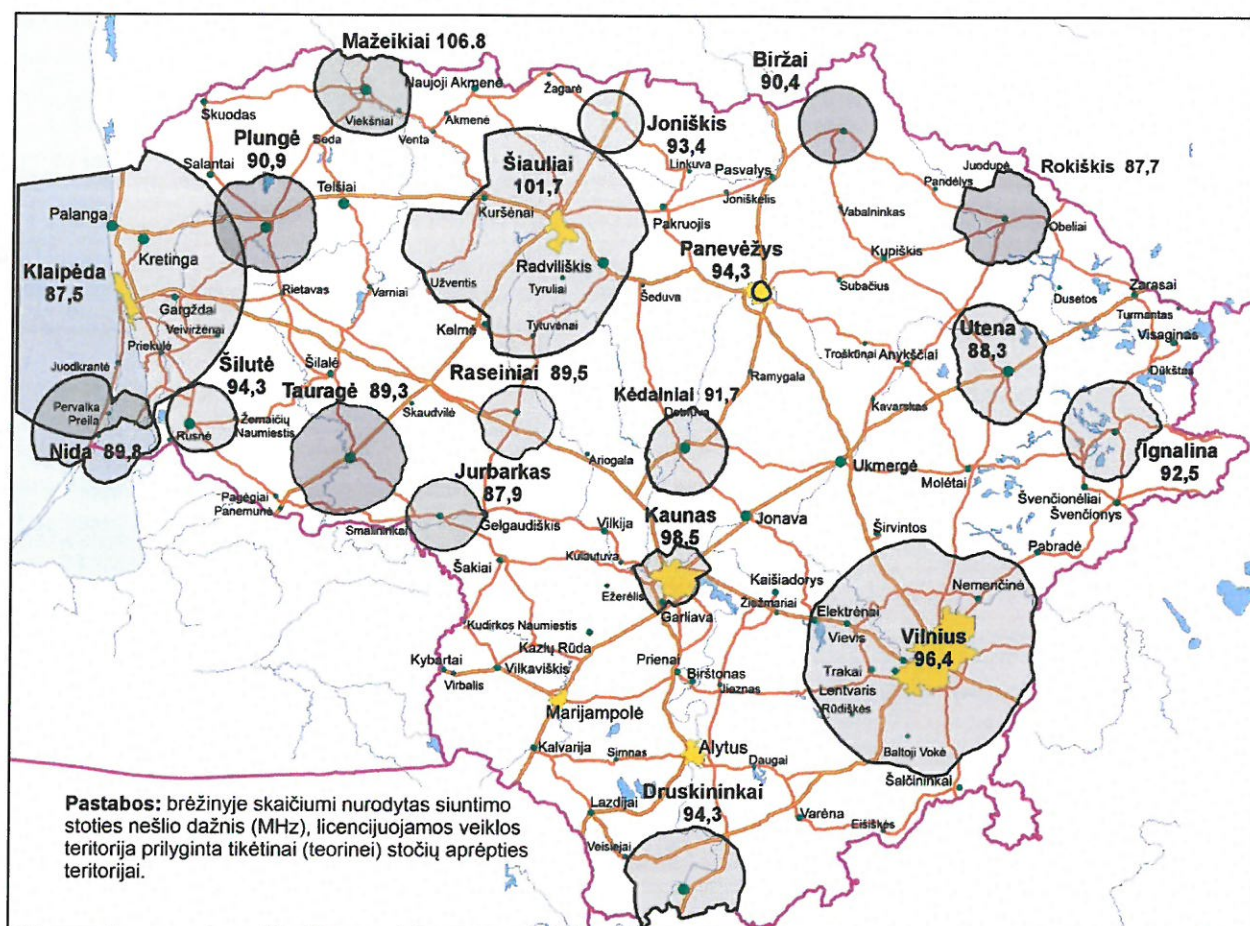 Mažeikiai 106.8
Biržai
90,4
Naujoji Akmenė
Žagarė
Skuodas
Viekšniai
Akmenė
Joniškis
93,4
Plungė
90,9
Seda
Venta
Šiauliai
101,7
Linkuva
Pasvalys
Juodupė
Rokiškis 87,7
Salantai
Telšiai
Kuršėnai
Joniškėlis
Pandėlys
Palanga
Pakruojis
Vabalninkas
Obeliai
Kretinga
Panevėžys
94,3
Kupiškis
Klaipėda
87,5
Radviliškis
Užventis
Tyruliai
Šeduva
Subačius
Dusetos
Zarasai
Rietavas
Varniai
Gargždai
Turmantas
Veiviržėnai
Kelmė
Tytuvėnai
Utena
88,3
Visaginas
Priekulė
Troškūnai
Anykščiai
Juodkrantė
Šilalė
Ramygala
Dūkštas
Šilutė
94,3
Tauragė 89,3
Raseiniai 89,5
Kėdainiai 91,7
Pervalka
Preila
Skaudvilė
Dotnuva
Kavarskas
Žemaičių
Naumiestis
Rusnė
Nida 89,8
Ariogala
Ukmergė
Ignalina
92,5
Jurbarkas
87,9
Molėtai
Pagėgiai
Panemunė
Švenčionėliai
Švenčionys
Smalininkai
Gelgaudiškis
Vilkija
Kaunas
98,5
Jonava
Širvintos
Kulautuva
Pabradė
Šakiai
Ežerėlis
Kaišiadorys
Nemenčinė
Žiežmariai
Garliava
Elektrėnai
Kudirkos Naumiestis
Vievis
Vilnius
96,4
Kazlų Rūda
Kybartai
Vilkaviškis
Prienai
Birštonas
Trakai
Virbalis
Jieznas
Lentvaris
Rūdiškės
Marijampolė
Kalvarija
Simnas
Alytus
Baltoji Vokė
Daugai
Šalčininkai
Druskininkai
94,3
Lazdijai
Varėna
Eišiškės
Veisiejai
Pastabos: brėžinyje skaičiumi nurodytas siuntimo
stoties nešlio dažnis (MHz), licencijuojamos veiklos
teritorija prilyginta tikėtinai (teorinei) stočių aprėpties
teritorijai.